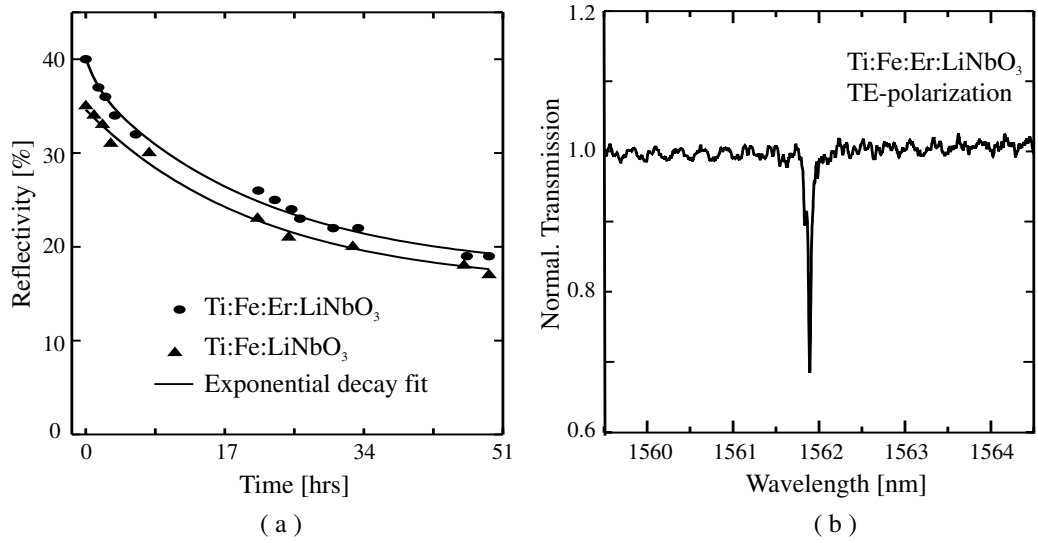 40
30
20
10
0
Reflectivity [%]
Ti:Fe:Er:LiNbO3
Ti:Fe:LiNbO3
Exponential decay fit
0 17 34 51
Time [hrs]
( a )
1.2
1.0
0.8
0.6
Normal. Transmission
Ti:Fe:Er:LiNbO3
TE-polarization
1560 1561 1562 1563 1564
Wavelength [nm]
( b )